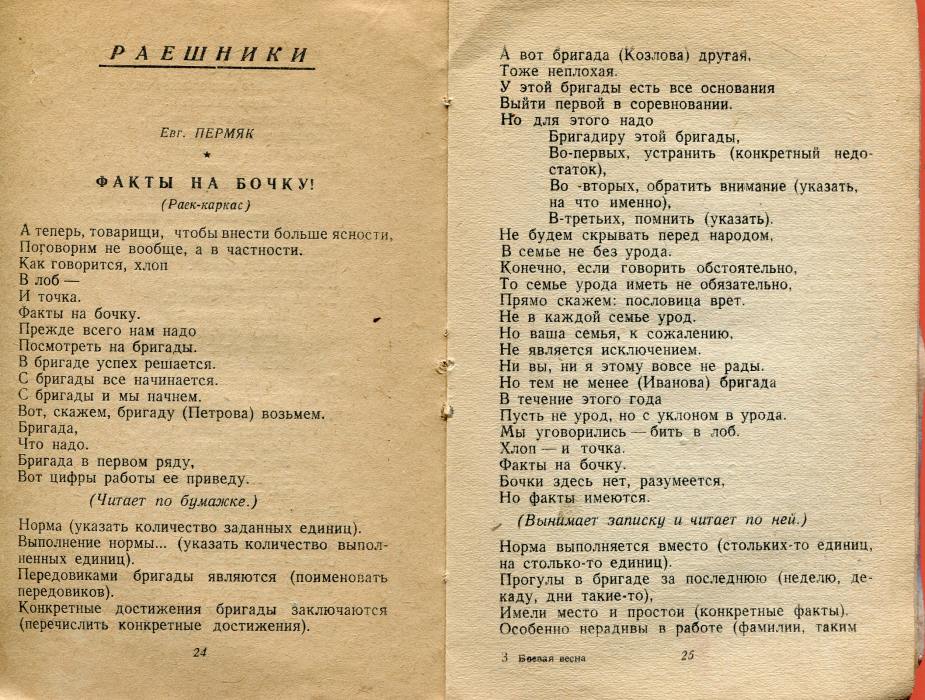 РАЕШНИКИ
Евг. ПЕРМЯК
★
ФАКТЫ НА БОЧКУ!
(Раек-каркас)
А теперь, товарищи, чтобы внести больше ясности,
Поговорим не вообще, а в частности.
Как говорится, хлоп
В лоб —
И точка.
Факты на бочку.
Прежде всего нам надо
Посмотреть на бригады.
В бригаде успех решается.
С бригады все начинается.
С бригады и мы начнем.
Вот, скажем, бригаду (Петрова) возьмем.
Бригада,
Что надо.
Бригада в первом ряду,
Вот цифры работы ее приведу.
(Читает по бумажке.)
Норма (указать количество заданных единиц).
Выполнение нормы... (указать количество выпол-
ненных единиц).
Передовиками бригады являются (поименовать
передовиков).
Конкретные достижения бригады заключаются
(перечислить конкретные достижения).
24
А вот бригада (Козлова) другая,
Тоже неплохая.
У этой бригады есть все основания
Выйти первой в соревновании.
Но для этого надо
Бригадиру этой бригады,
Во-первых, устранить (конкретный недо-
статок),
Во -вторых, обратить внимание (указать,
на что именно),
В-третьих, помнить (указать).
Не будем скрывать перед народом,
В семье не без урода.
Конечно, если говорить обстоятельно,
То семье урода иметь не обязательно,
Прямо скажем: пословица врет.
Не в каждой семье урод.
Но ваша семья, к сожалению,
Не является исключением.
Ни вы, ни я этому вовсе не рады.
Но тем не менее (Иванова) бригада
В течение этого года
Пусть не урод, но с уклоном в урода.
Мы уговорились — бить в лоб.
Хлоп — и точка.
Факты на бочку.
Бочки здесь нет, разумеется,
Но факты имеются.
(Вынимает записку и читает по ней.)
Норма выполняется вместо (стольких-то единиц,
на столько-то единиц).
Прогулы в бригаде за последнюю (неделю, де-
каду, дни такие-то),
Имели место и простои (конкретные факты).
Особенно нерадивы в работе (фамилии, таким
3 Боевая весна
25